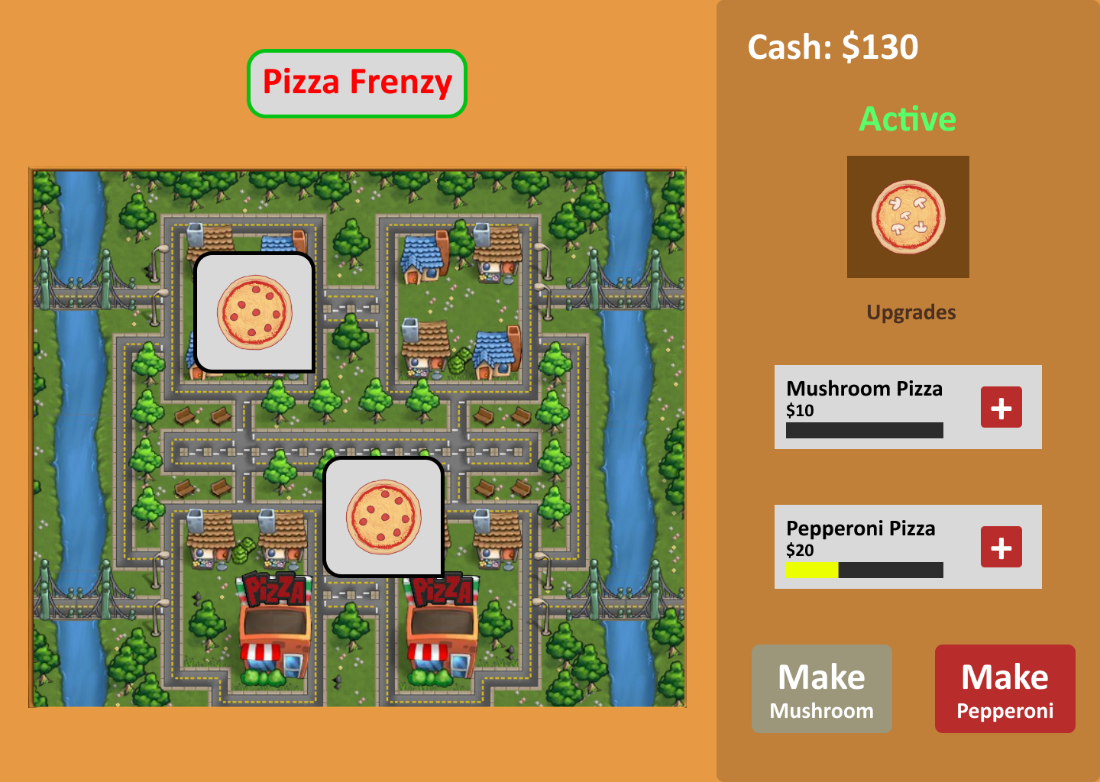 Pizza Frenzy
Cash: $130
Active
Upgrades
Mushroom Pizza
$10
+
Pepperoni Pizza
$20
+
PIZZA
PIZZA
Make
Mushroom
Make
Pepperoni